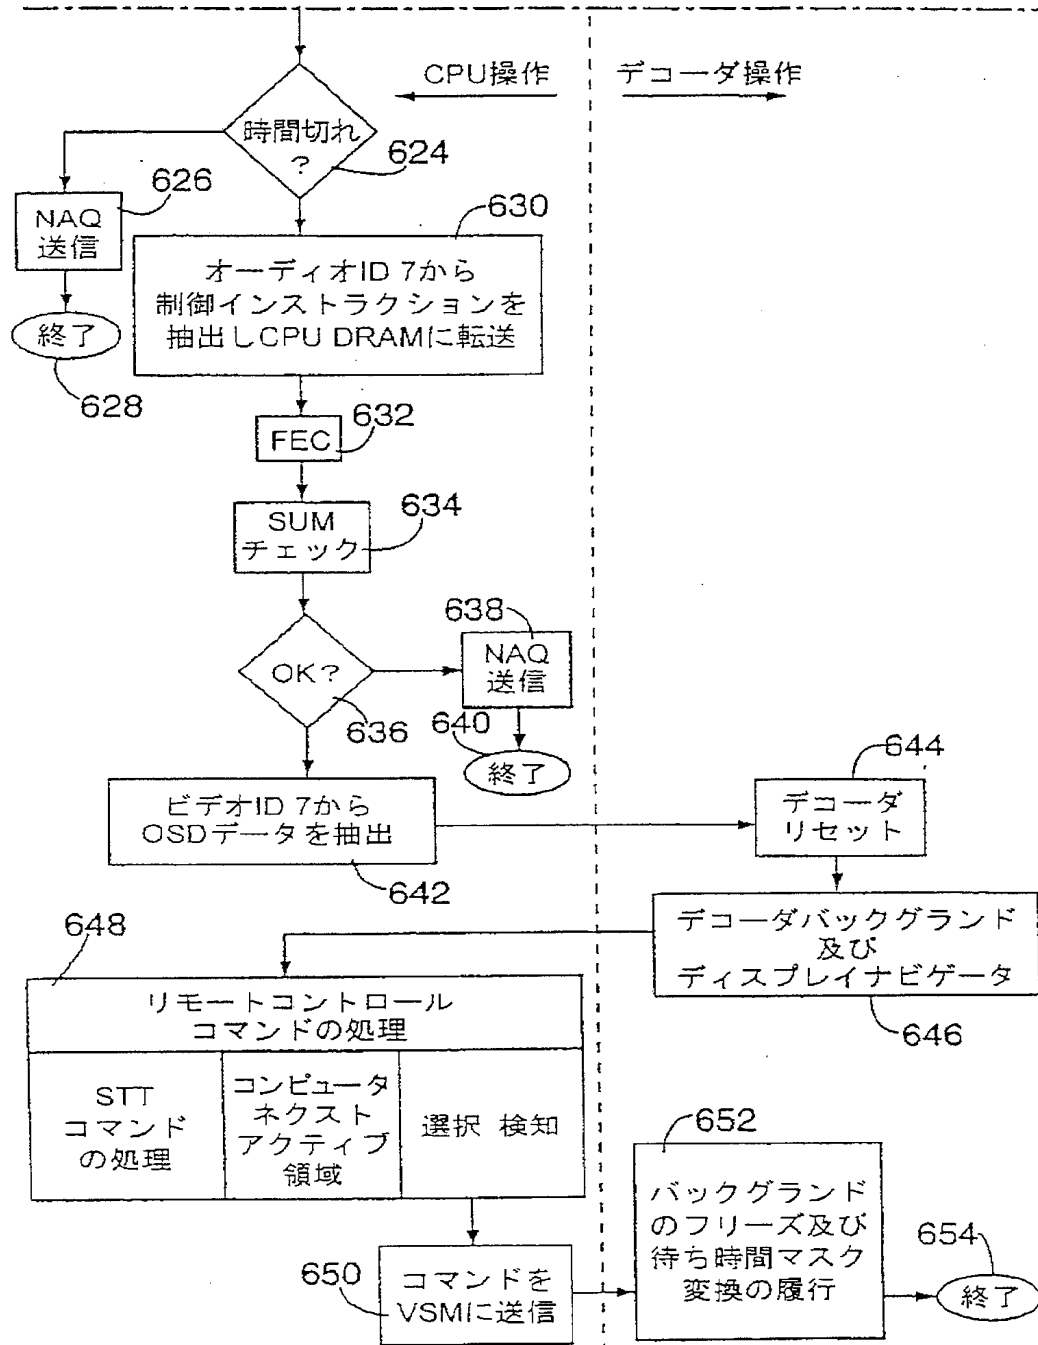 CPU操作
デコーダ操作
時間切れ
?
624
626
NAQ
送信
終了
628
630
オーディオID 7から
制御インストラクションを
抽出しCPU DRAMに転送
632
FEC
634
SUM
チェック
OK?
636
638
NAQ
送信
640
終了
ビデオID 7から
OSDデータを抽出
642
644
デコーダ
リセット
デコーダバックグランド
及び
ディスプレイナビゲータ
646
648
リモートコントロール
コマンドの処理
STT
コマンド
の処理
コンピュータ
ネクスト
アクティブ
領域
選択 検知
650
コマンドを
VSMに送信
652
バックグランド
のフリーズ及び
待ち時間マスク
変換の履行
654
終了